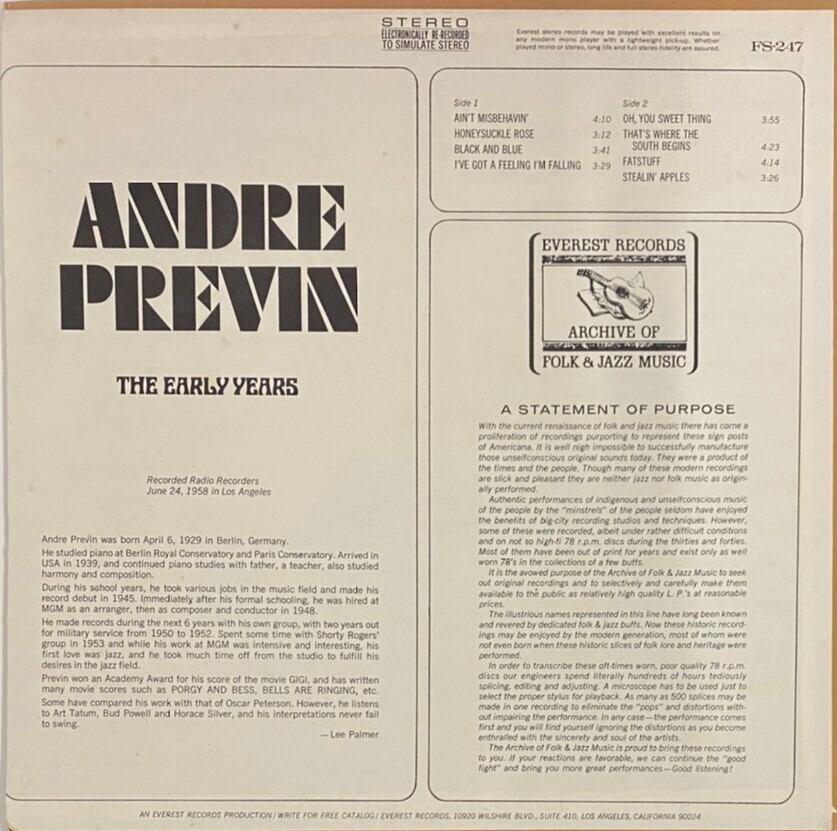 STEREO
ELECTRONICALLY RE-RECORDED
TO SIMULATE STEREO
Everest stereo records may be played with excellent results on
any modern mono player with a lightweight pick-up. Whether
played mono or stereo, long life and full stereo fidelity are assured.
FS-247
ANDRE
PREVIN
THE EARLY YEARS
Recorded Radio Recorders
June 24, 1958 in Los Angeles
Andre Previn was born April 6, 1929 in Berlin, Germany.
He studied piano at Berlin Royal Conservatory and Paris Conservatory. Arrived in
USA in 1939, and continued piano studies with father, a teacher, also studied
harmony and composition.
During his school years, he took various jobs in the music field and made his
record debut in 1945. Immediately after his formal schooling, he was hired at
MGM as an arranger, then as composer and conductor in 1948.
He made records during the next 6 years with his own group, with two years out
for military service from 1950 to 1952. Spent some time with Shorty Rogers'
group in 1953 and while his work at MGM was intensive and interesting, his
first love was jazz, and he took much time off from the studio to fulfill his
desires in the jazz field.
Previn won an Academy Award for his score of the movie GIGI, and has written
many movie scores such as PORGY AND BESS, BELLS ARE RINGING, etc.
Some have compared his work with that of Oscar Peterson. However, he listens
to Art Tatum, Bud Powell and Horace Silver, and his interpretations never fail
to swing.
—Lee Palmer
Side 1
AIN'T MISBEHAVIN' 4:10
HONEYSUCKLE ROSE 3:12
BLACK AND BLUE 3:41
I'VE GOT A FEELING I'M FALLING 3:29
Side 2
OH, YOU SWEET THING 3:55
THAT'S WHERE THE
SOUTH BEGINS 4:23
FATSTUFF 4:14
STEALIN' APPLES 3:26
EVEREST RECORDS
ARCHIVE OF
FOLK & JAZZ MUSIC
A STATEMENT OF PURPOSE
With the current renaissance of folk and jazz music there has come a
proliferation of recordings purporting to represent these sign posts
of Americana. It is well nigh impossible to successfully manufacture
those unselfconscious original sounds today. They were a product of
the times and the people. Though many of these modern recordings
are slick and pleasant they are neither jazz nor folk music as origin-
ally performed.
Authentic performances of indigenous and unselfconscious music
of the people by the "minstrels" of the people seldom have enjoyed
the benefits of big-city recording studios and techniques. However,
some of these were recorded, albeit under rather difficult conditions
and on not so high-fi 78 r.p.m. discs during the thirties and forties.
Most of them have been out of print for years and exist only as well
worn 78's in the collections of a few buffs.
It is the avowed purpose of the Archive of Folk & Jazz Music to seek
out original recordings and to selectively and carefully make them
available to the public as relatively high quality L. P.'s at reasonable
prices.
The illustrious names represented in this line have long been known
and revered by dedicated folk & jazz buffs. Now these historic record-
ings may be enjoyed by the modern generation, most of whom were
not even born when these historic slices of folk lore and heritage were
performed.
In order to transcribe these oft-times worn, poor quality 78 r.p.m.
discs our engineers spend literally hundreds of hours tediously
splicing, editing and adjusting. A microscope has to be used just to
select the proper stylus for playback. As many as 500 splices may be
made in one recording to eliminate the "pops" and distortions with-
out impairing the performance. In any case—the performance comes
first and you will find yourself ignoring the distortions as you become
enthralled with the sincerety and soul of the artists.
The Archive of Folk & Jazz Music is proud to bring these recordings
to you. If your reactions are favorable, we can continue the "good
fight" and bring you more great performances—Good listening!
AN EVEREST RECORDS PRODUCTION / WRITE FOR FREE CATALOG / EVEREST RECORDS, 10920 WILSHIRE BLVD., SUITE 410, LOS ANGELES, CALIFORNIA 90024